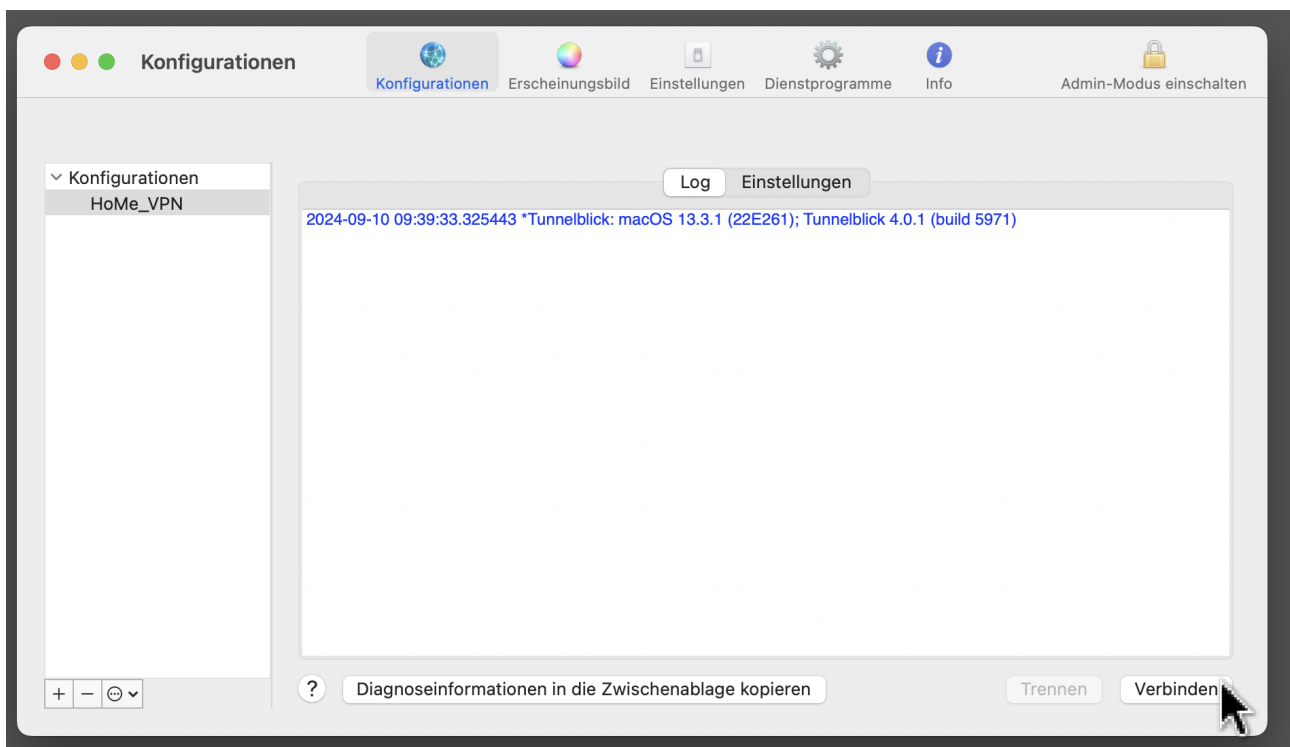 Konfigurationen
Konfigurationen Erscheinungsbild Einstellungen Dienstprogramme Info Admin-Modus einschalten
Konfigurationen
HoMe_VPN
Log Einstellungen
2024-09-10 09:39:33.325443 *Tunnelblick: macOS 13.3.1 (22E261); Tunnelblick 4.0.1 (build 5971)
? Diagnoseinformationen in die Zwischenablage kopieren Trennen Verbinden